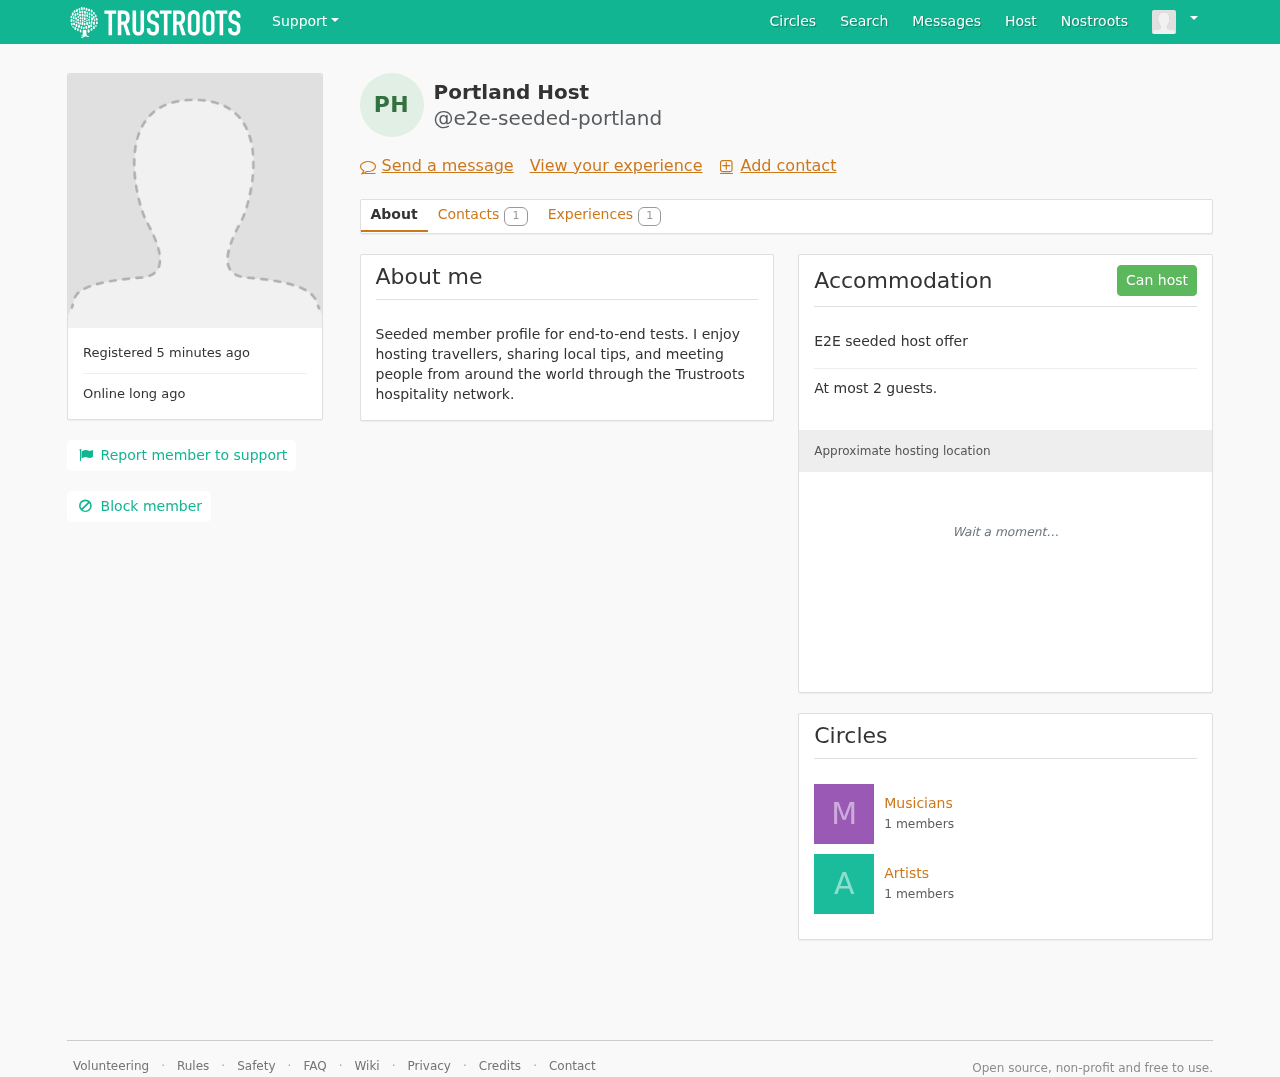 TRUSTROOTS
Support
Circles
Search
Messages
Host
Nostroots
PH
Portland Host
@e2e-seeded-portland
Send a message
View your experience
Add contact
About
Contacts 1
Experiences 1
Registered 5 minutes ago
Online long ago
Report member to support
Block member
About me
Seeded member profile for end-to-end tests. I enjoy
hosting travellers, sharing local tips, and meeting
people from around the world through the Trustroots
hospitality network.
Accommodation
Can host
E2E seeded host offer
At most 2 guests.
Approximate hosting location
Wait a moment...
Circles
M
Musicians
1 members
A
Artists
1 members
Volunteering · Rules · Safety · FAQ · Wiki · Privacy · Credits · Contact
Open source, non-profit and free to use.